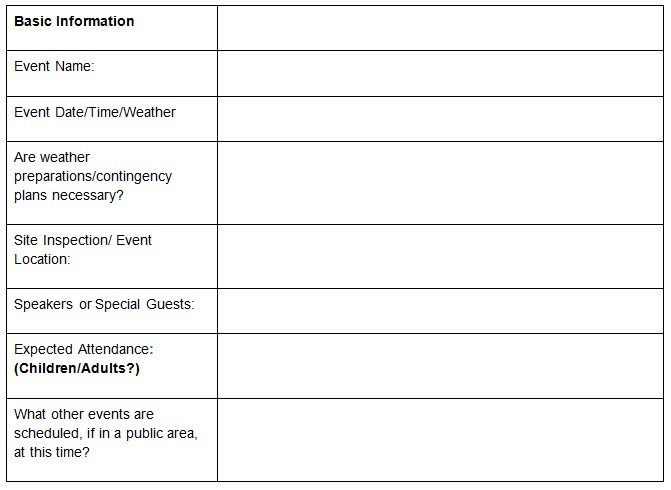 Basic Information
Event Name:
Event Date/Time/Weather
Are weather
preparations/contingency
plans necessary?
Site Inspection/ Event
Location:
Speakers or Special Guests:
Expected Attendance:
(Children/Adults?)
What other events are
scheduled, if in a public area,
at this time?